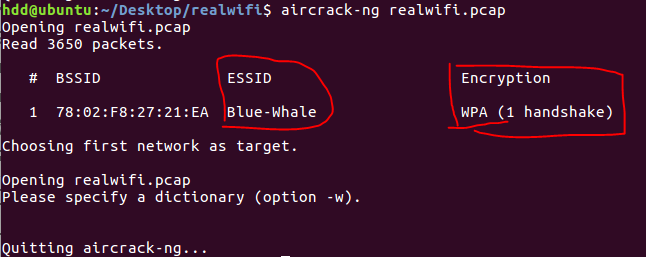 hdd@ubuntu:~/Desktop/realwifi$ aircrack-ng realwifi.pcap
Opening realwifi.pcap
Read 3650 packets.
# BSSID ESSID Encryption
1 78:02:F8:27:21:EA Blue-Whale WPA (1 handshake)
Choosing first network as target.
Opening realwifi.pcap
Please specify a dictionary (option -w).
Quitting aircrack-ng...